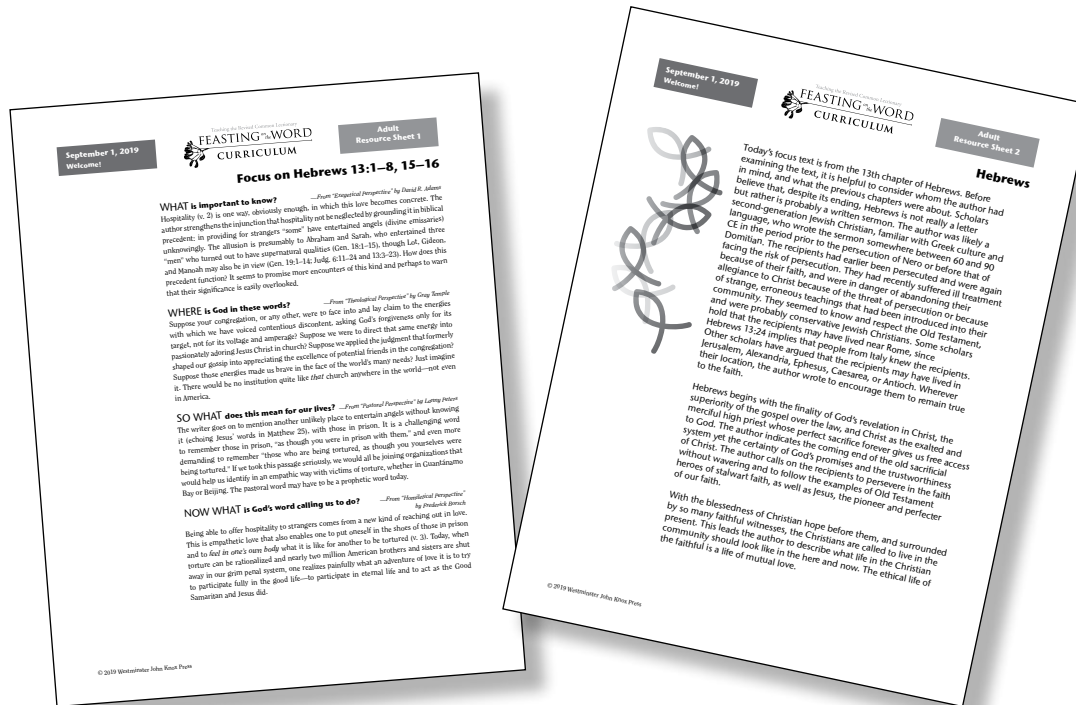 September 1, 2019
Welcome!
Teaching the Revised Common Lectionary
FEASTING on the WORD
CURRICULUM
Adult
Resource Sheet 1
Focus on Hebrews 13:1–8, 15–16
WHAT is important to know?
—From “Exegetical Perspective” by David R. Adams
Hospitality (v. 2) is one way, obviously enough, in which this love becomes concrete. The
author strengthens the injunction that hospitality not be neglected by grounding it in biblical
precedent: in providing for strangers “some” have entertained angels (divine emissaries)
unknowingly. The allusion is presumably to Abraham and Sarah, who entertained three
“men” who turned out to have supernatural qualities (Gen. 18:1–15), though Lot, Gideon,
and Manoah may also be in view (Gen. 19:1–14; Judg. 6:11–24 and 13:3–23). How does this
precedent function? It seems to promise more encounters of this kind and perhaps to warn
that their significance is easily overlooked.
WHERE is God in these words?
—From “Theological Perspective” by Gray Temple
Suppose your congregation, or any other, were to face into and lay claim to the energies
with which we have voiced contentious discontent, asking God’s forgiveness only for its
target, not for its voltage and amperage? Suppose we were to direct that same energy into
passionately adoring Jesus Christ in church? Suppose we applied the judgment that formerly
shaped our gossip into appreciating the excellence of potential friends in the congregation?
Suppose those energies made us brave in the face of the world’s many needs? Just imagine
it. There would be no institution quite like that church anywhere in the world—not even
in America.
SO WHAT does this mean for our lives? —From “Pastoral Perspective” by Lanny Peters
The writer goes on to mention another unlikely place to entertain angels without knowing
it (echoing Jesus’ words in Matthew 25), with those in prison. It is a challenging word
to remember those in prison, “as though you were in prison with them,” and even more
demanding to remember “those who are being tortured, as though you yourselves were
being tortured.” If we took this passage seriously, we would all be joining organizations that
would help us identify in an empathic way with victims of torture, whether in Guantánamo
Bay or Beijing. The pastoral word may have to be a prophetic word today.
NOW WHAT is God’s word calling us to do?
—From “Homiletical Perspective”
by Frederick Borsch
Being able to offer hospitality to strangers comes from a new kind of reaching out in love.
This is empathetic love that also enables one to put oneself in the shoes of those in prison
and to feel in one’s own body what it is like for another to be tortured (v. 3). Today, when
torture can be rationalized and nearly two million American brothers and sisters are shut
away in our grim penal system, one realizes painfully what an adventure of love it is to try
to participate fully in the good life—to participate in eternal life and to act as the Good
Samaritan and Jesus did.
© 2019 Westminster John Knox Press
September 1, 2019
Welcome!
Teaching the Revised Common Lectionary
FEASTING on the WORD
CURRICULUM
Adult
Resource Sheet 2
Hebrews
Today’s focus text is from the 13th chapter of Hebrews. Before
examining the text, it is helpful to consider whom the author had
in mind, and what the previous chapters were about. Scholars
believe that, despite its ending, Hebrews is not really a letter
but rather is probably a written sermon. The author was likely a
second-generation Jewish Christian, familiar with Greek culture and
language, who wrote the sermon somewhere between 60 and 90
CE in the period prior to the persecution of Nero or before that of
Domitian. The recipients had earlier been persecuted and were again
facing the risk of persecution. They had recently suffered ill treatment
because of their faith, and were in danger of abandoning their
allegiance to Christ because of the threat of persecution or because
of strange, erroneous teachings that had been introduced into their
community. They seemed to know and respect the Old Testament,
and were probably conservative Jewish Christians. Some scholars
hold that the recipients may have lived near Rome, since
Hebrews 13:24 implies that people from Italy knew the recipients.
Other scholars have argued that the recipients may have lived in
Jerusalem, Alexandria, Ephesus, Caesarea, or Antioch. Wherever
their location, the author wrote to encourage them to remain true
to the faith.
Hebrews begins with the finality of God’s revelation in Christ, the
superiority of the gospel over the law, and Christ as the exalted and
merciful high priest whose perfect sacrifice forever gives us free access
to God. The author indicates the coming end of the old sacrificial
system yet the certainty of God’s promises and the trustworthiness
of Christ. The author calls on the recipients to persevere in the faith
without wavering and to follow the examples of Old Testament
heroes of stalwart faith, as well as Jesus, the pioneer and perfecter
of our faith.
With the blessedness of Christian hope before them, and surrounded
by so many faithful witnesses, the Christians are called to live in the
present. This leads the author to describe what life in the Christian
community should look like in the here and now. The ethical life of
the faithful is a life of mutual love.
© 2019 Westminster John Knox Press